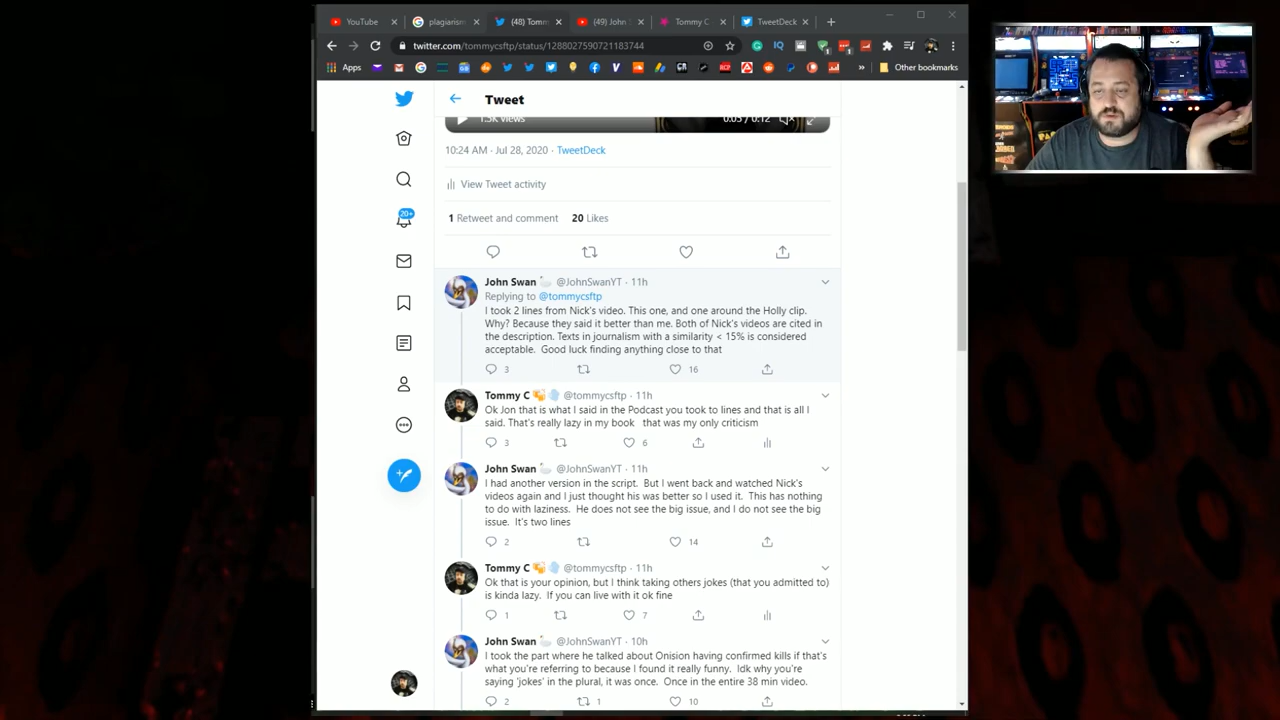 YouTube
plagiarism
(48) Tomm
(49) John (
Tommy C
TweetDeck
twitter.com/tommycsftp/status/1288027590721183744
Apps
Other bookmarks
Tweet
1.3K views
0:03 / 0:12
10:24 AM · Jul 28, 2020 · TweetDeck
View Tweet activity
1 Retweet and comment 20 Likes
20+
John Swan @JohnSwanYT · 11h
Replying to @tommycsftp
I took 2 lines from Nick's video. This one, and one around the Holly clip.
Why? Because they said it better than me. Both of Nick's videos are cited in
the description. Texts in journalism with a similarity < 15% is considered
acceptable. Good luck finding anything close to that
3 16
Tommy C @tommycsftp · 11h
Ok Jon that is what I said in the Podcast you took to lines and that is all I
said. That's really lazy in my book that was my only criticism
3 6
John Swan @JohnSwanYT · 11h
I had another version in the script. But I went back and watched Nick's
videos again and I just thought his was better so I used it. This has nothing
to do with laziness. He does not see the big issue, and I do not see the big
issue. It's two lines
2 14
Tommy C @tommycsftp · 11h
Ok that is your opinion, but I think taking others jokes (that you admitted to)
is kinda lazy. If you can live with it ok fine
1 7
John Swan @JohnSwanYT · 10h
I took the part where he talked about Onision having confirmed kills if that's
what you're referring to because I found it really funny. Idk why you're
saying 'jokes' in the plural, it was once. Once in the entire 38 min video.
2 1 10